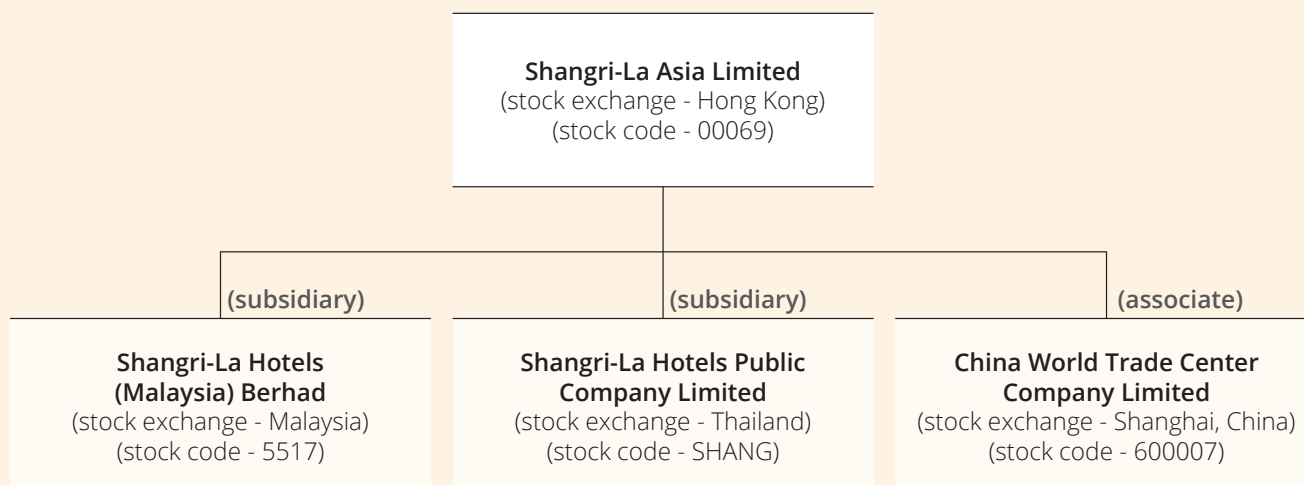 Shangri-La Asia Limited
(stock exchange - Hong Kong)
(stock code - 00069)
(subsidiary)
(subsidiary)
(associate)
Shangri-La Hotels
(Malaysia) Berhad
(stock exchange - Malaysia)
(stock code - 5517)
Shangri-La Hotels Public
Company Limited
(stock exchange - Thailand)
(stock code - SHANG)
China World Trade Center
Company Limited
(stock exchange - Shanghai, China)
(stock code - 600007)